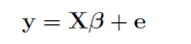 y = Xβ + e